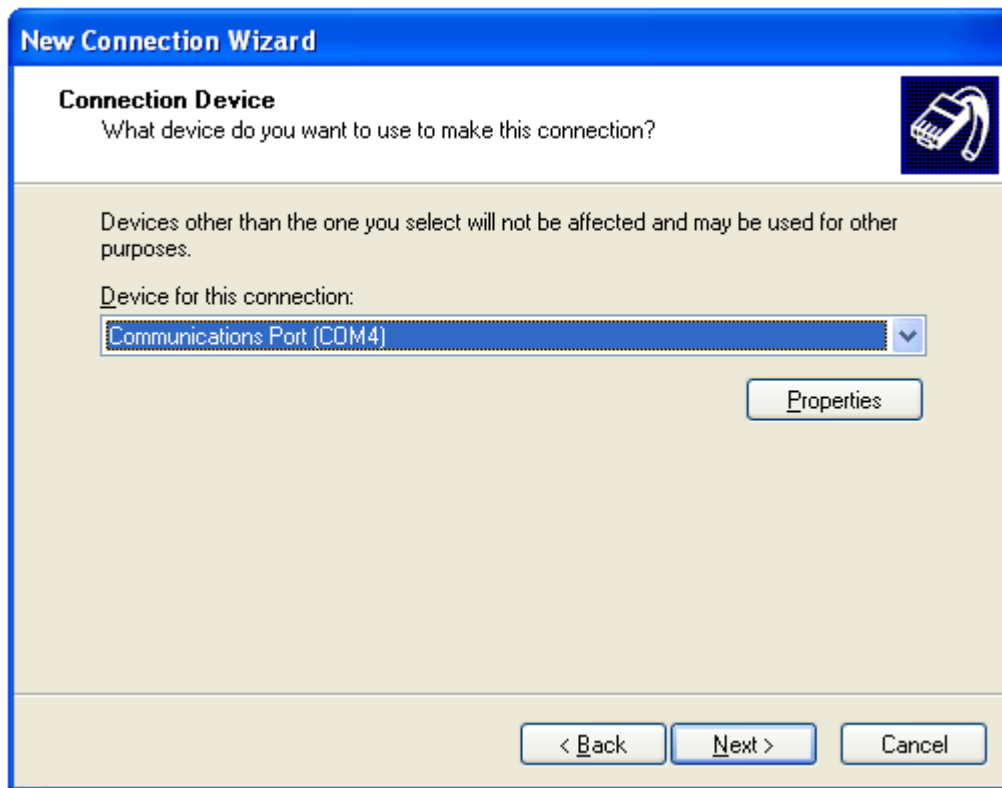 New Connection Wizard
Connection Device
What device do you want to use to make this connection?
Devices other than the one you select will not be affected and may be used for other
purposes.
Device for this connection:
Communications Port (COM4)
Properties
< Back Next > Cancel